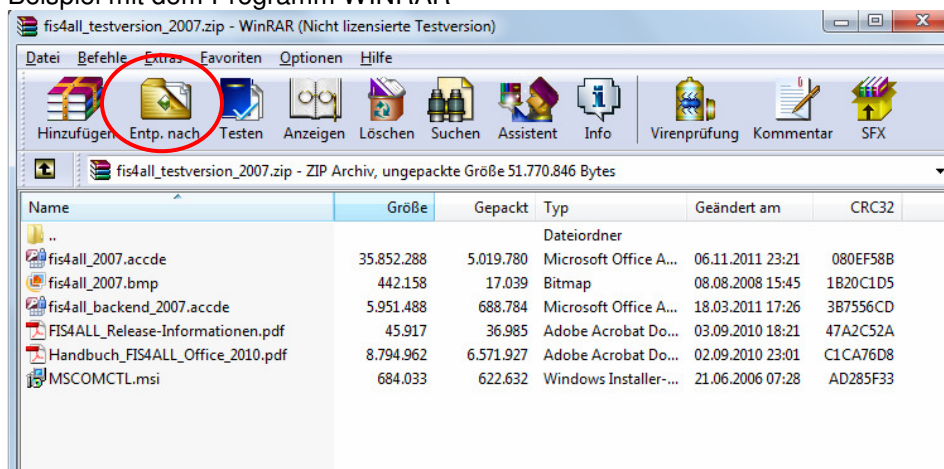 Beispiel mit dem Programm WINRAR
fis4all_testversion_2007.zip - WinRAR (Nicht lizensierte Testversion)
Datei Befehle Extras Favoriten Optionen Hilfe
Hinzufügen Entp. nach Testen Anzeigen Löschen Suchen Assistent Info Virenprüfung Kommentar SFX
fis4all_testversion_2007.zip - ZIP Archiv, ungepackte Größe 51.770.846 Bytes
Name Größe Gepackt Typ Geändert am CRC32
.. Dateiordner
fis4all_2007.accde 35.852.288 5.019.780 Microsoft Office A... 06.11.2011 23:21 080EF58B
fis4all_2007.bmp 442.158 17.039 Bitmap 08.08.2008 15:45 1B20C1D5
fis4all_backend_2007.accde 5.951.488 688.784 Microsoft Office A... 18.03.2011 17:26 3B7556CD
FIS4ALL_Release-Informationen.pdf 45.917 36.985 Adobe Acrobat Do... 03.09.2010 18:21 47A2C52A
Handbuch_FIS4ALL_Office_2010.pdf 8.794.962 6.571.927 Adobe Acrobat Do... 02.09.2010 23:01 C1CA76D8
MSCOMCTL.msi 684.033 622.632 Windows Installer-... 21.06.2006 07:28 AD285F33